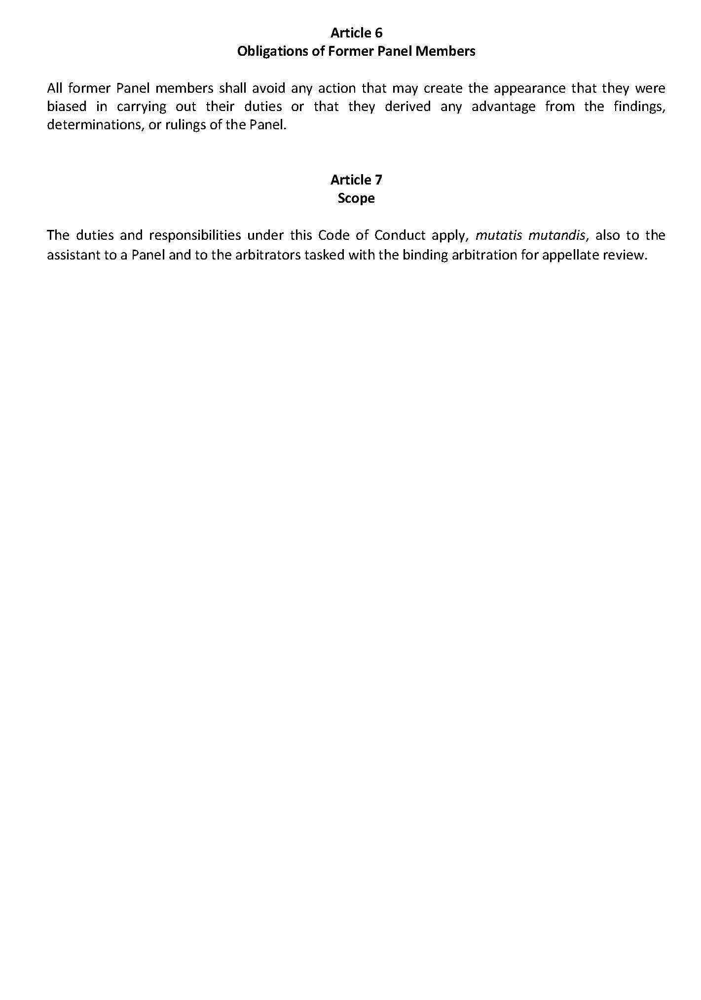 Article 6
Obligations of Former Panel Members
All former Panel members shall avoid any action that may create the appearance that they were
biased in carrying out their duties or that they derived any advantage from the findings,
determinations, or rulings of the Panel.
Article 7
Scope
The duties and responsibilities under this Code of Conduct apply, mutatis mutandis, also to the
assistant to a Panel and to the arbitrators tasked with the binding arbitration for appellate review.